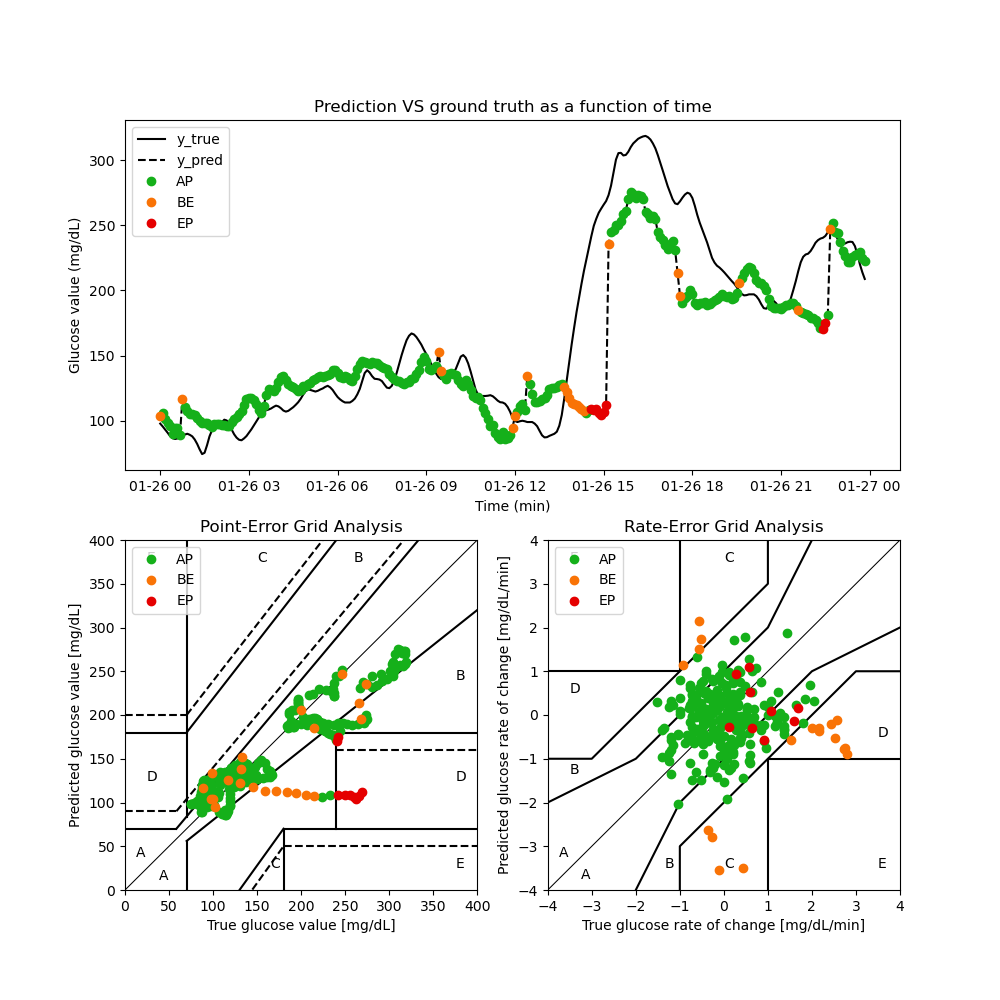 Prediction VS ground truth as a function of time
Glucose value (mg/dL)
300
250
200
150
100
y_true
y_pred
AP
BE
EP
01-26 00 01-26 03 01-26 06 01-26 09 01-26 12 01-26 15 01-26 18 01-26 21 01-27 00
Time (min)
Point-Error Grid Analysis
Predicted glucose value [mg/dL]
400
350
300
250
200
150
100
50
0
AP
BE
EP
C
B
B
D
D
A
A
C
E
0 50 100 150 200 250 300 350 400
True glucose value [mg/dL]
Rate-Error Grid Analysis
Predicted glucose rate of change [mg/dL/min]
4
3
2
1
0
−1
−2
−3
−4
AP
BE
EP
C
D
D
B
A
A
B
C
E
−4 −3 −2 −1 0 1 2 3 4
True glucose rate of change [mg/dL/min]